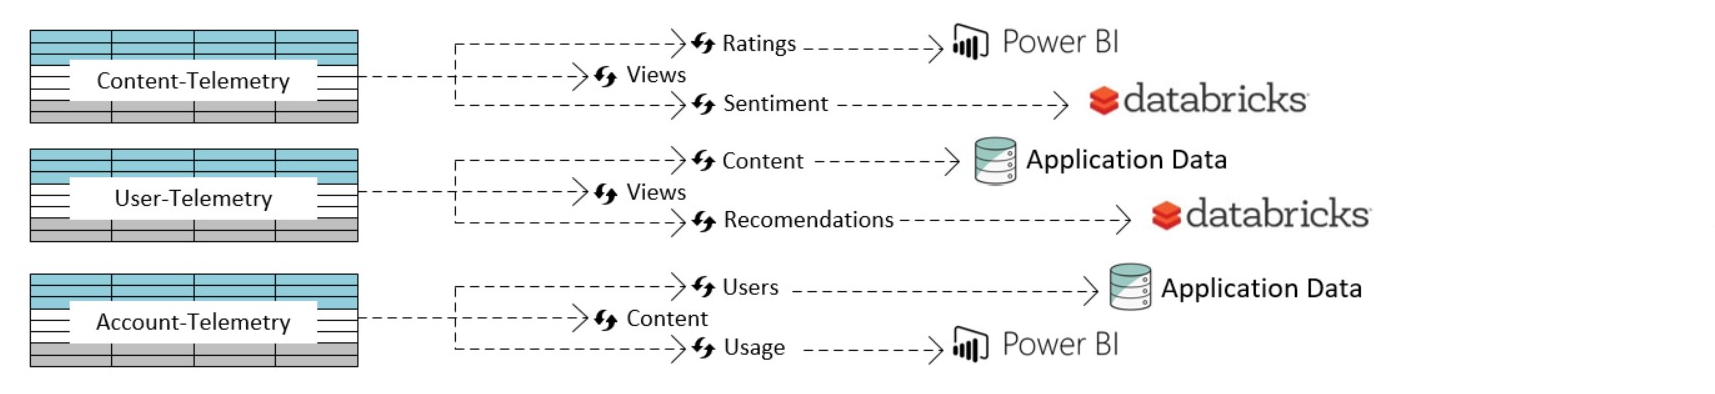 Content-Telemetry
Ratings
Power BI
Views
Sentiment
databricks
User-Telemetry
Content
Application Data
Views
Recomendations
databricks
Account-Telemetry
Users
Application Data
Content
Usage
Power BI